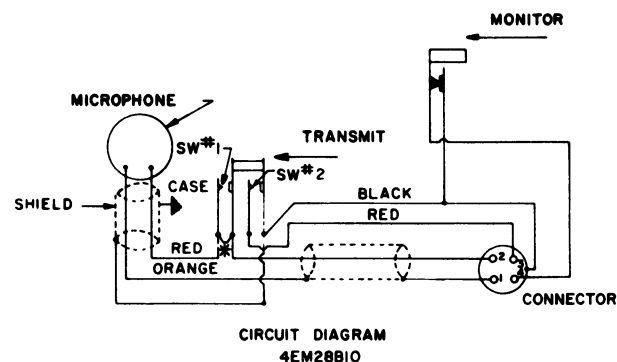 MONITOR
MICROPHONE
SW#1
TRANSMIT
CASE
SW#2
SHIELD
BLACK
RED
RED
ORANGE
2
1
CONNECTOR
CIRCUIT DIAGRAM
4EM28B10